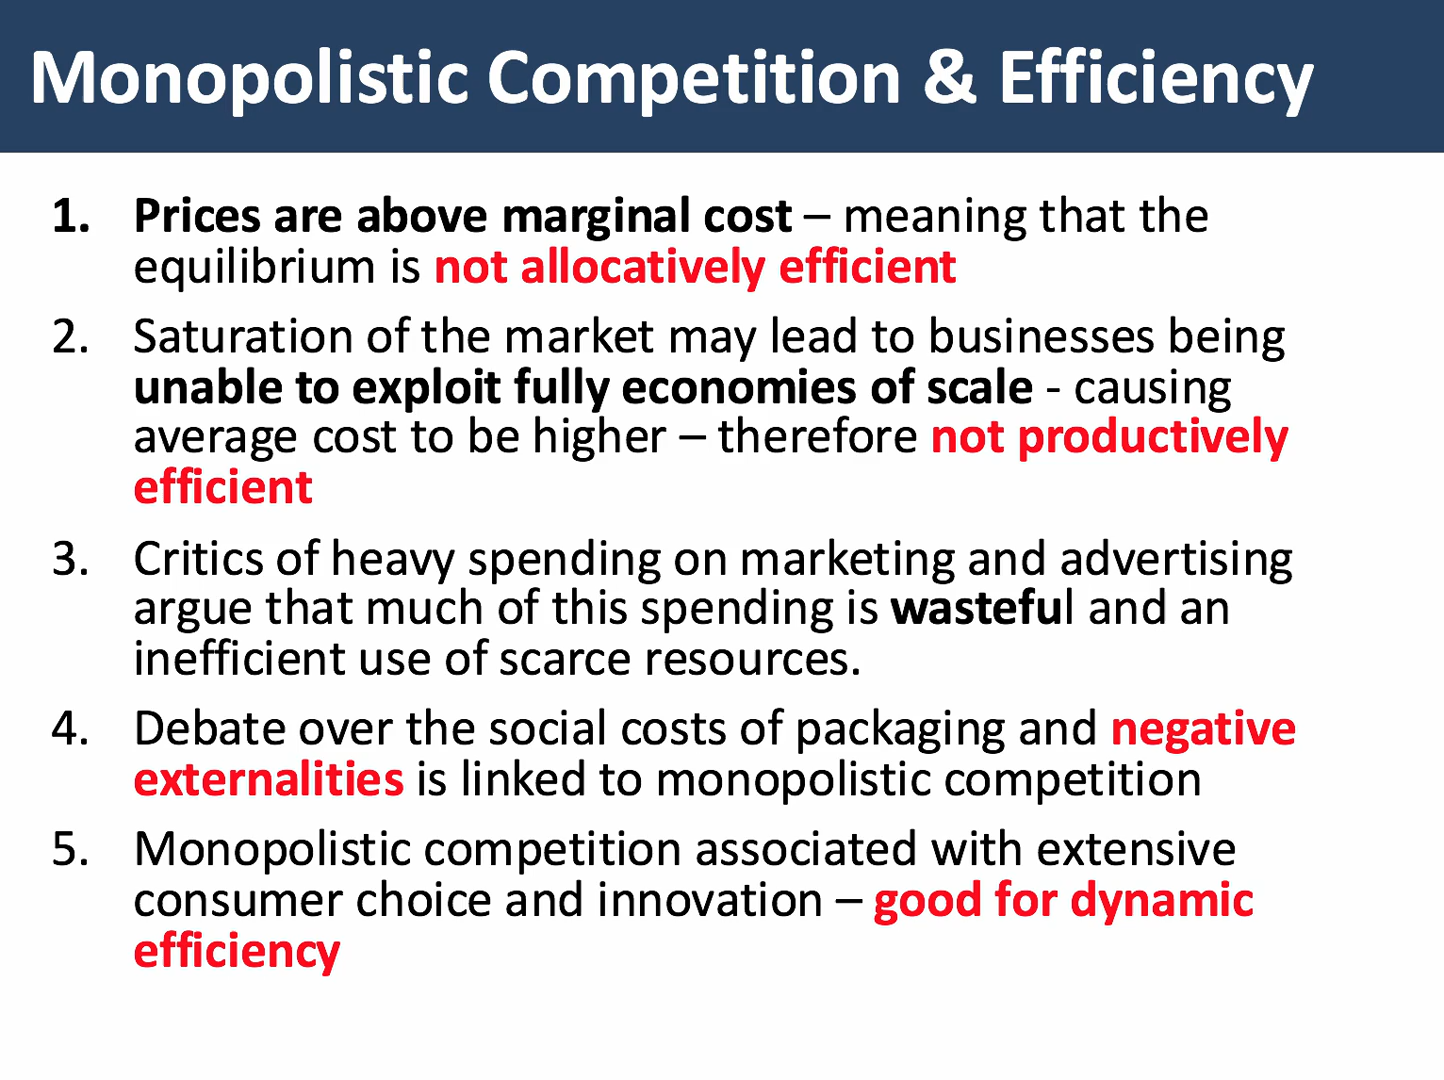 Monopolistic Competition & Efficiency
1. Prices are above marginal cost – meaning that the
equilibrium is not allocatively efficient
2. Saturation of the market may lead to businesses being
unable to exploit fully economies of scale - causing
average cost to be higher – therefore not productively
efficient
3. Critics of heavy spending on marketing and advertising
argue that much of this spending is wasteful and an
inefficient use of scarce resources.
4. Debate over the social costs of packaging and negative
externalities is linked to monopolistic competition
5. Monopolistic competition associated with extensive
consumer choice and innovation – good for dynamic
efficiency